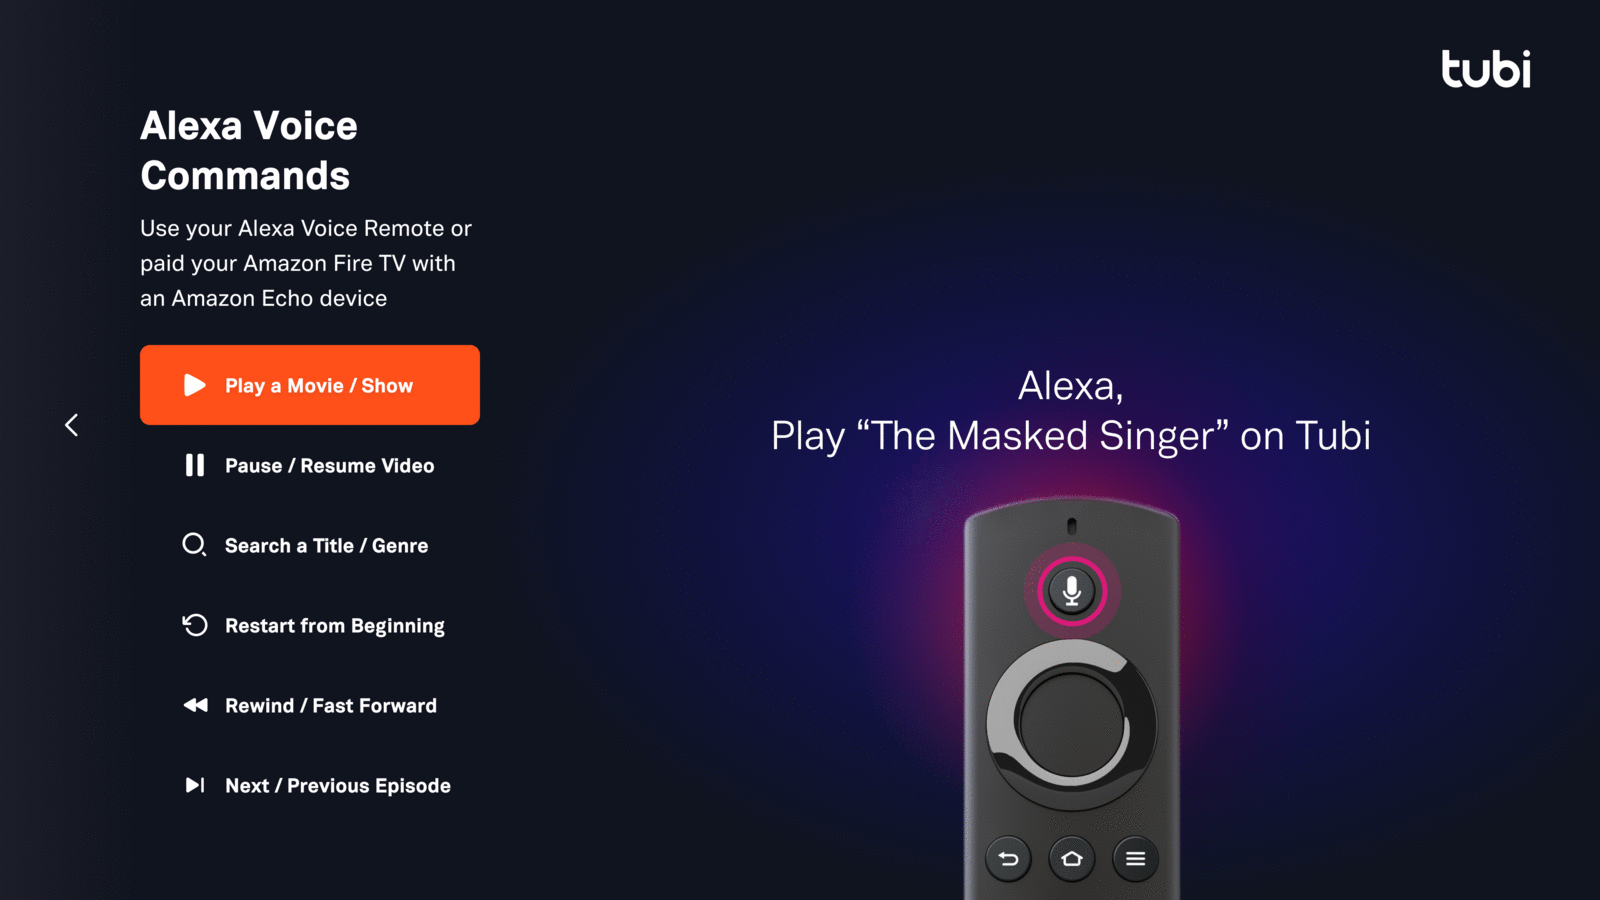 tubi
Alexa Voice
Commands
Use your Alexa Voice Remote or
paid your Amazon Fire TV with
an Amazon Echo device
Play a Movie / Show
Pause / Resume Video
Search a Title / Genre
Restart from Beginning
Rewind / Fast Forward
Next / Previous Episode
Alexa,
Play “The Masked Singer” on Tubi